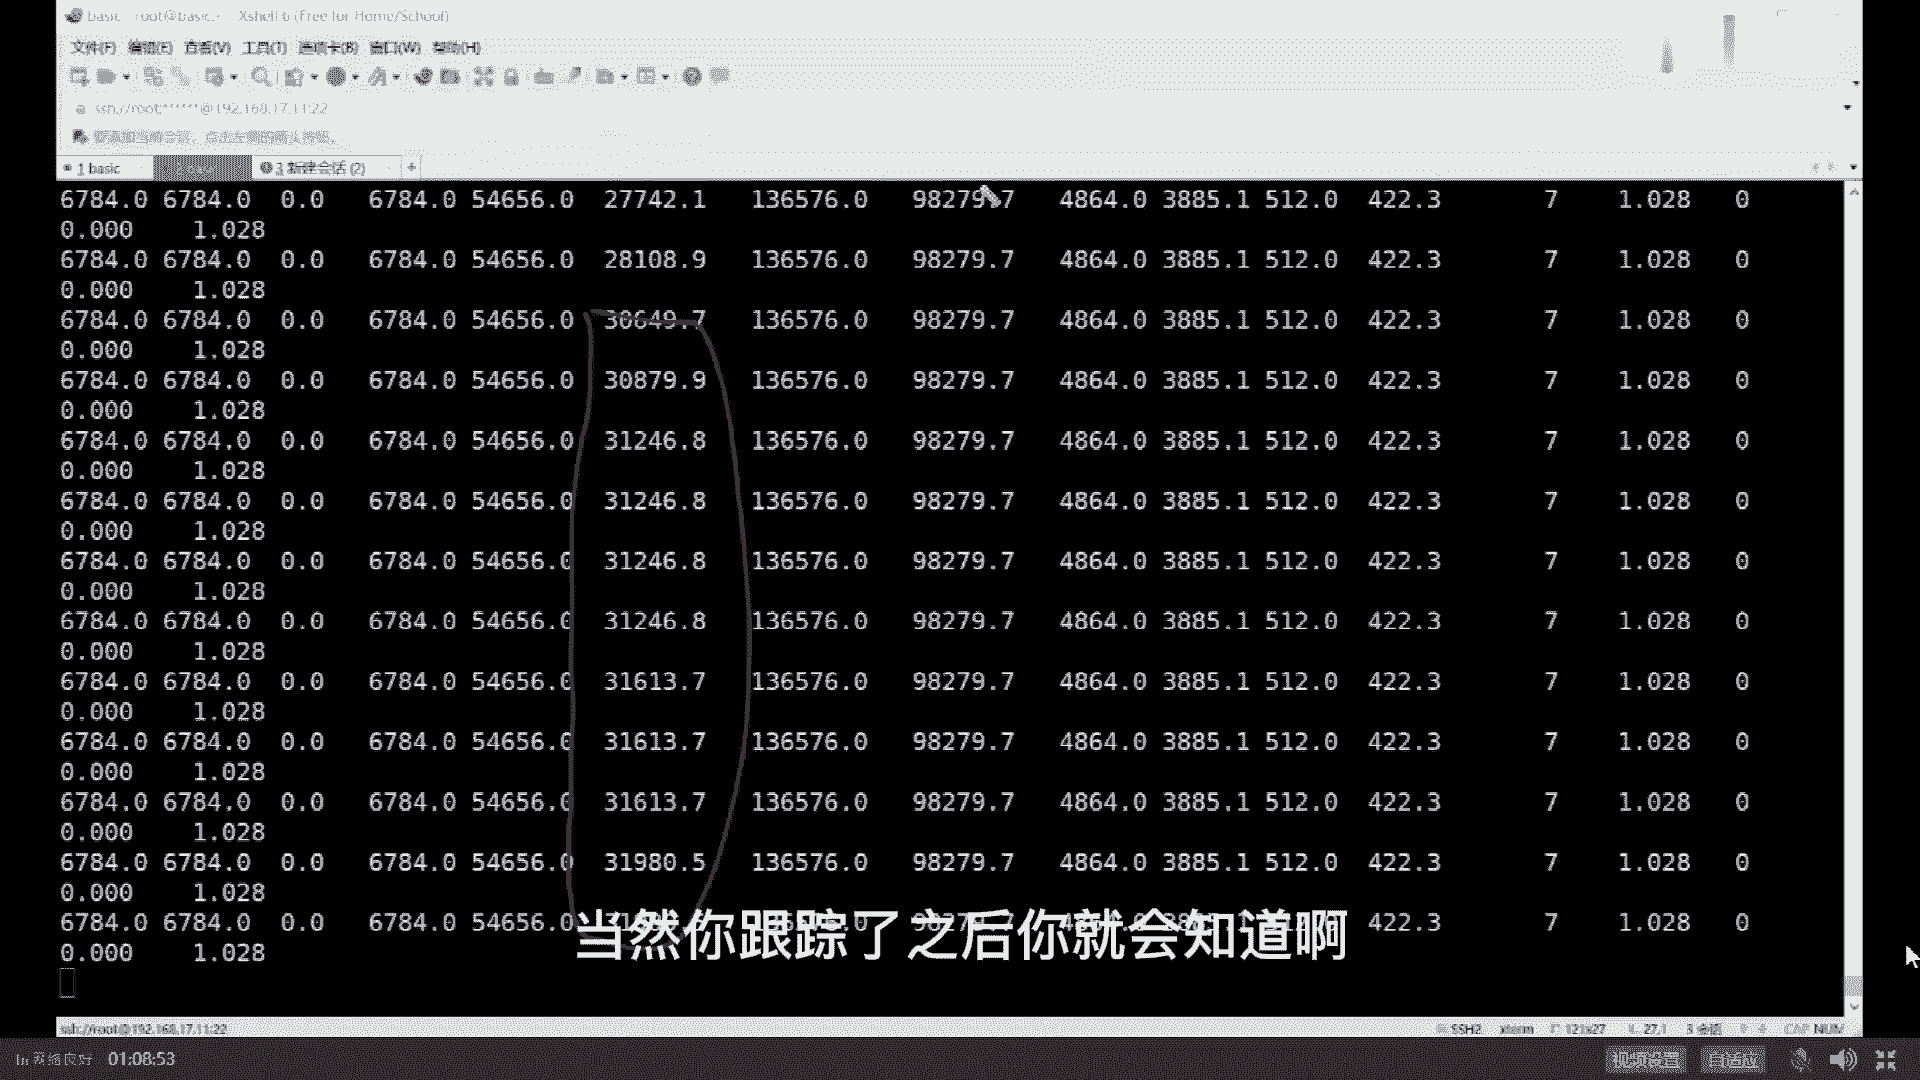 basic root@basic:~ Xshell 6 (Free for Home/School)
文件(F) 编辑(E) 查看(V) 工具(T) 选项卡(B) 窗口(W) 帮助(H)
ssh://root:******@192.168.17.11:22
要添加当前会话，点击左侧的箭头按钮。
1 basic 3 新建会话 (2) +
6784.0 6784.0 0.0 6784.0 54656.0 27742.1 136576.0 98279.7 4864.0 3885.1 512.0 422.3 7 1.028 0
0.000 1.028
6784.0 6784.0 0.0 6784.0 54656.0 28108.9 136576.0 98279.7 4864.0 3885.1 512.0 422.3 7 1.028 0
0.000 1.028
6784.0 6784.0 0.0 6784.0 54656.0 30649.7 136576.0 98279.7 4864.0 3885.1 512.0 422.3 7 1.028 0
0.000 1.028
6784.0 6784.0 0.0 6784.0 54656.0 30879.9 136576.0 98279.7 4864.0 3885.1 512.0 422.3 7 1.028 0
0.000 1.028
6784.0 6784.0 0.0 6784.0 54656.0 31246.8 136576.0 98279.7 4864.0 3885.1 512.0 422.3 7 1.028 0
0.000 1.028
6784.0 6784.0 0.0 6784.0 54656.0 31246.8 136576.0 98279.7 4864.0 3885.1 512.0 422.3 7 1.028 0
0.000 1.028
6784.0 6784.0 0.0 6784.0 54656.0 31246.8 136576.0 98279.7 4864.0 3885.1 512.0 422.3 7 1.028 0
0.000 1.028
6784.0 6784.0 0.0 6784.0 54656.0 31246.8 136576.0 98279.7 4864.0 3885.1 512.0 422.3 7 1.028 0
0.000 1.028
6784.0 6784.0 0.0 6784.0 54656.0 31613.7 136576.0 98279.7 4864.0 3885.1 512.0 422.3 7 1.028 0
0.000 1.028
6784.0 6784.0 0.0 6784.0 54656.0 31613.7 136576.0 98279.7 4864.0 3885.1 512.0 422.3 7 1.028 0
0.000 1.028
6784.0 6784.0 0.0 6784.0 54656.0 31613.7 136576.0 98279.7 4864.0 3885.1 512.0 422.3 7 1.028 0
0.000 1.028
6784.0 6784.0 0.0 6784.0 54656.0 31980.5 136576.0 98279.7 4864.0 3885.1 512.0 422.3 7 1.028 0
0.000 1.028
6784.0 6784.0 0.0 6784.0 422.3 7 1.028 0
当然你跟踪了之后你就会知道啊
0.000 1.028
ssh://root@192.168.17.11:22 SSH2 xterm 121x27 27,1 3 会话 CAP NUM
网络良好 01:08:53 视频设置 自适应